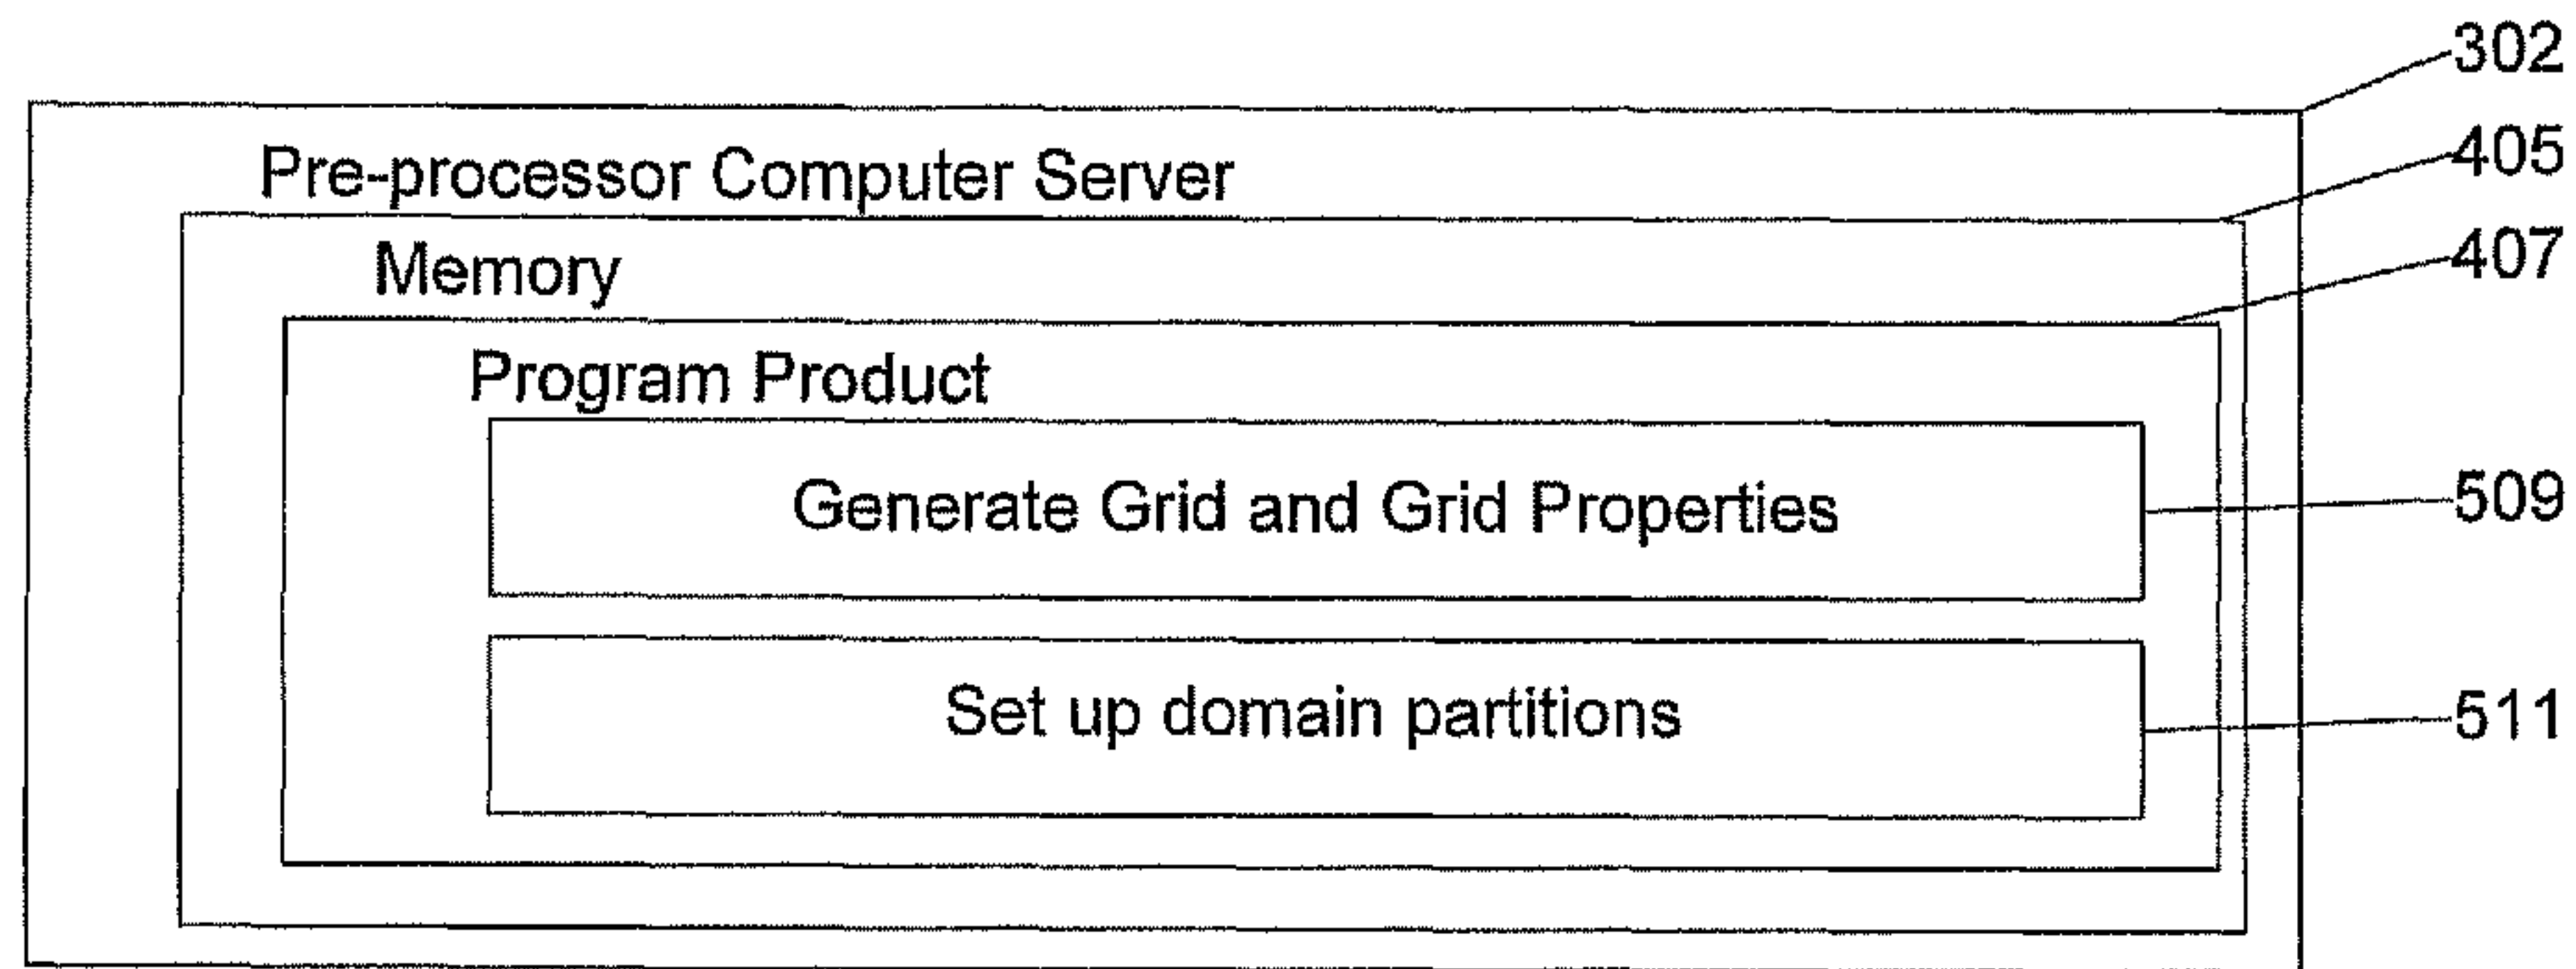 302
Pre-processor Computer Server
405
Memory
407
Program Product
Generate Grid and Grid Properties
509
Set up domain partitions
511